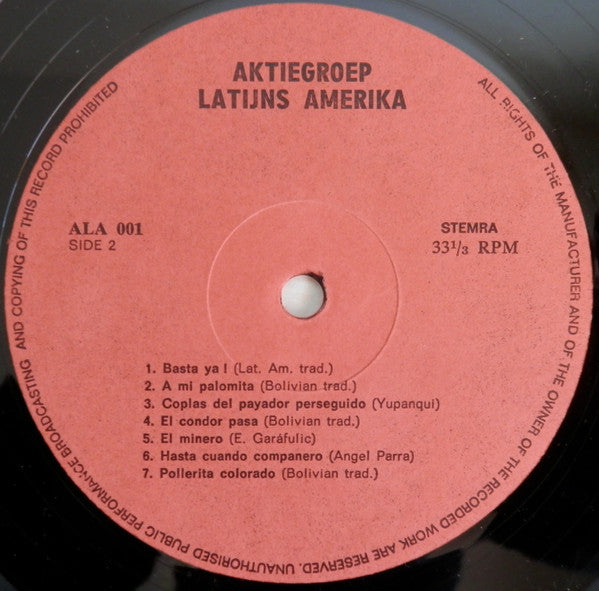 AKTIEGROEP
LATIJNS AMERIKA
ALA 001
SIDE 2
STEMRA
33 1/3 RPM
1. Basta ya ! (Lat. Am. trad.)
2. A mi palomita (Bolivian trad.)
3. Coplas del payador perseguido (Yupanqui)
4. El condor pasa (Bolivian trad.)
5. El minero (E. Garáfulic)
6. Hasta cuando companero (Angel Parra)
7. Pollerita colorado (Bolivian trad.)
ALL RIGHTS OF THE MANUFACTURER AND OF THE OWNER OF THE RECORDED WORK ARE RESERVED. UNAUTHORISED PUBLIC PERFORMANCE BROADCASTING AND COPYING OF THIS RECORD PROHIBITED